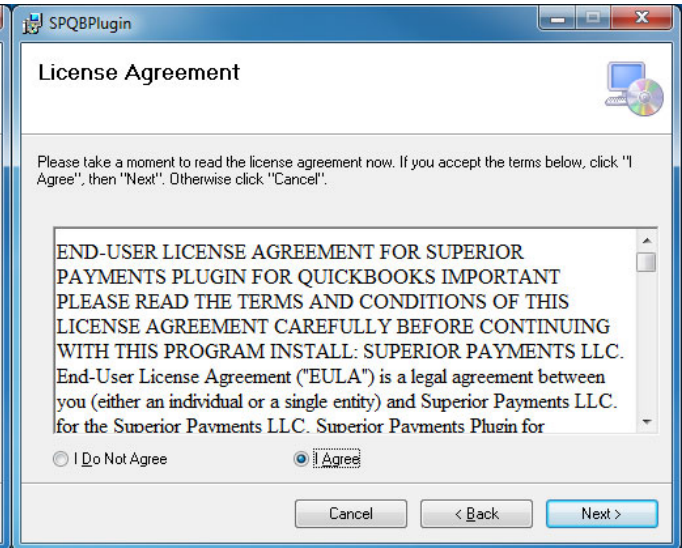 SPQBPlugin
License Agreement
Please take a moment to read the license agreement now. If you accept the terms below, click "I
Agree", then "Next". Otherwise click "Cancel".
END-USER LICENSE AGREEMENT FOR SUPERIOR
PAYMENTS PLUGIN FOR QUICKBOOKS IMPORTANT
PLEASE READ THE TERMS AND CONDITIONS OF THIS
LICENSE AGREEMENT CAREFULLY BEFORE CONTINUING
WITH THIS PROGRAM INSTALL: SUPERIOR PAYMENTS LLC.
End-User License Agreement ("EULA") is a legal agreement between
you (either an individual or a single entity) and Superior Payments LLC.
for the Superior Payments LLC. Superior Payments Plugin for
I Do Not Agree
I Agree
Cancel
< Back
Next >